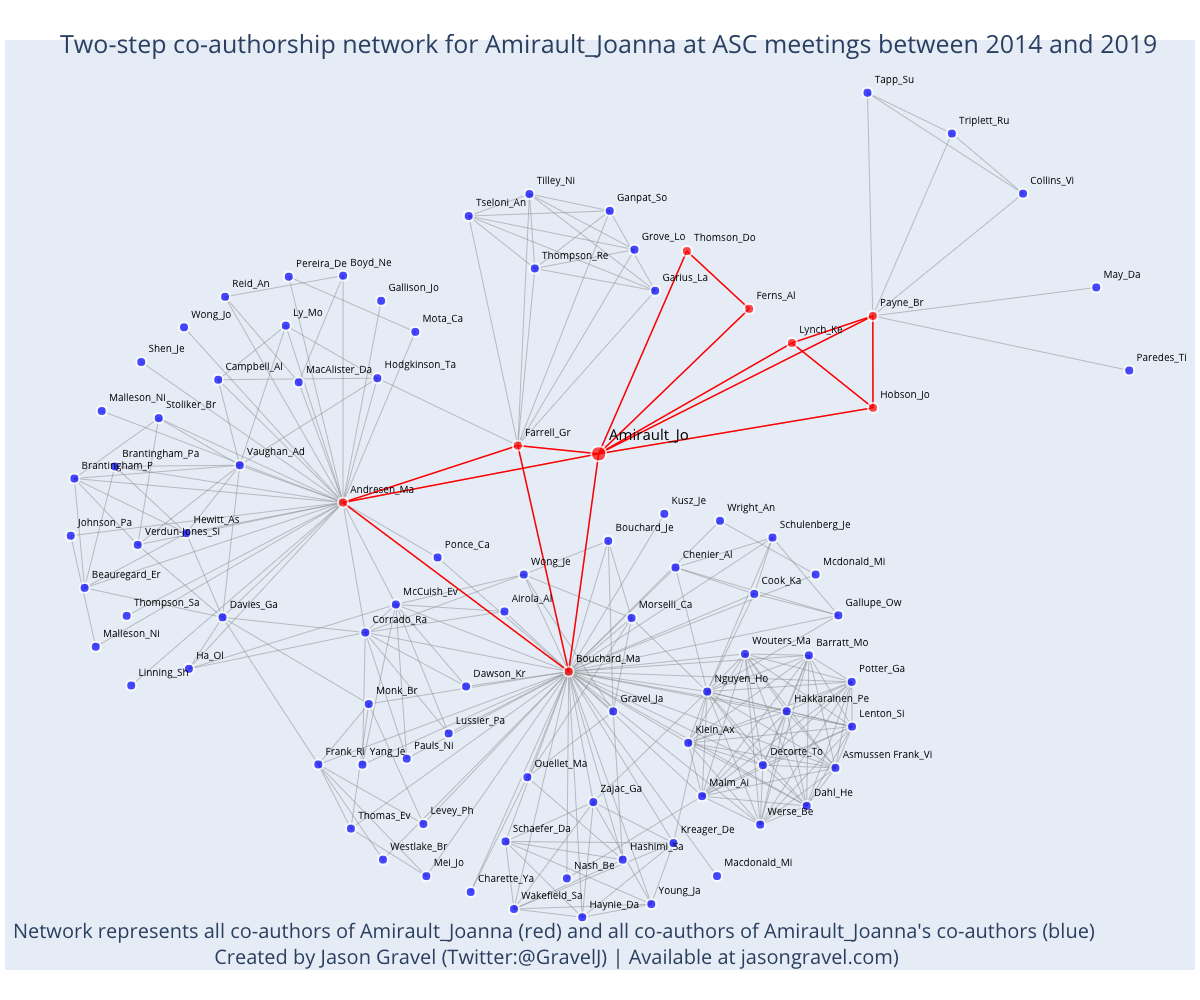 Two-step co-authorship network for Amirault_Joanna at ASC meetings between 2014 and 2019
Tapp_Su
Triplett_Ru
Collins_Vi
Tilley_Ni
Tseloni_An
Ganpat_So
Grove_Lo
Thomson_Do
Thompson_Re
Garius_La
Pereira_De
Boyd_Ne
Reid_An
Gallison_Jo
May_Da
Ferns_Al
Payne_Br
Wong_Jo
Ly_Mo
Mota_Ca
Lynch_Ke
Shen_Je
Campbell_Al
MacAlister_Da
Hodgkinson_Ta
Paredes_Ti
Malleson_Ni
Stoliker_Br
Hobson_Jo
Farrell_Gr
Amirault_Jo
Vaughan_Ad
Brantingham_Pa
Brantingham_P
Andresen_Ma
Kusz_Je
Wright_An
Johnson_Pa
Hewitt_As
Verdun-Jones_Si
Bouchard_Je
Schulenberg_Je
Ponce_Ca
Wong_Je
Chenier_Al
Mcdonald_Mi
Beauregard_Er
McCuish_Ev
Cook_Ka
Thompson_Sa
Davies_Ga
Airola_Al
Morselli_Ca
Gallupe_Ow
Corrado_Ra
Malleson_Ni
Wouters_Ma
Barratt_Mo
Ha_Ol
Linning_Sh
Bouchard_Ma
Potter_Ga
Dawson_Kr
Nguyen_Ho
Monk_Br
Gravel_Ja
Hakkarainen_Pe
Lenton_Si
Lussier_Pa
Klein_Ax
Frank_Ri
Yang_Je
Pauls_Ni
Ouellet_Ma
Decorte_To
Asmussen Frank_Vi
Zajac_Ga
Malm_Ai
Dahl_He
Thomas_Ev
Levey_Ph
Werse_Be
Schaefer_Da
Kreager_De
Westlake_Br
Hashimi_Sa
Mei_Jo
Nash_Be
Macdonald_Mi
Charette_Ya
Wakefield_Sa
Haynie_Da
Young_Ja
Network represents all co-authors of Amirault_Joanna (red) and all co-authors of Amirault_Joanna's co-authors (blue)
Created by Jason Gravel (Twitter:@GravelJ) | Available at jasongravel.com)